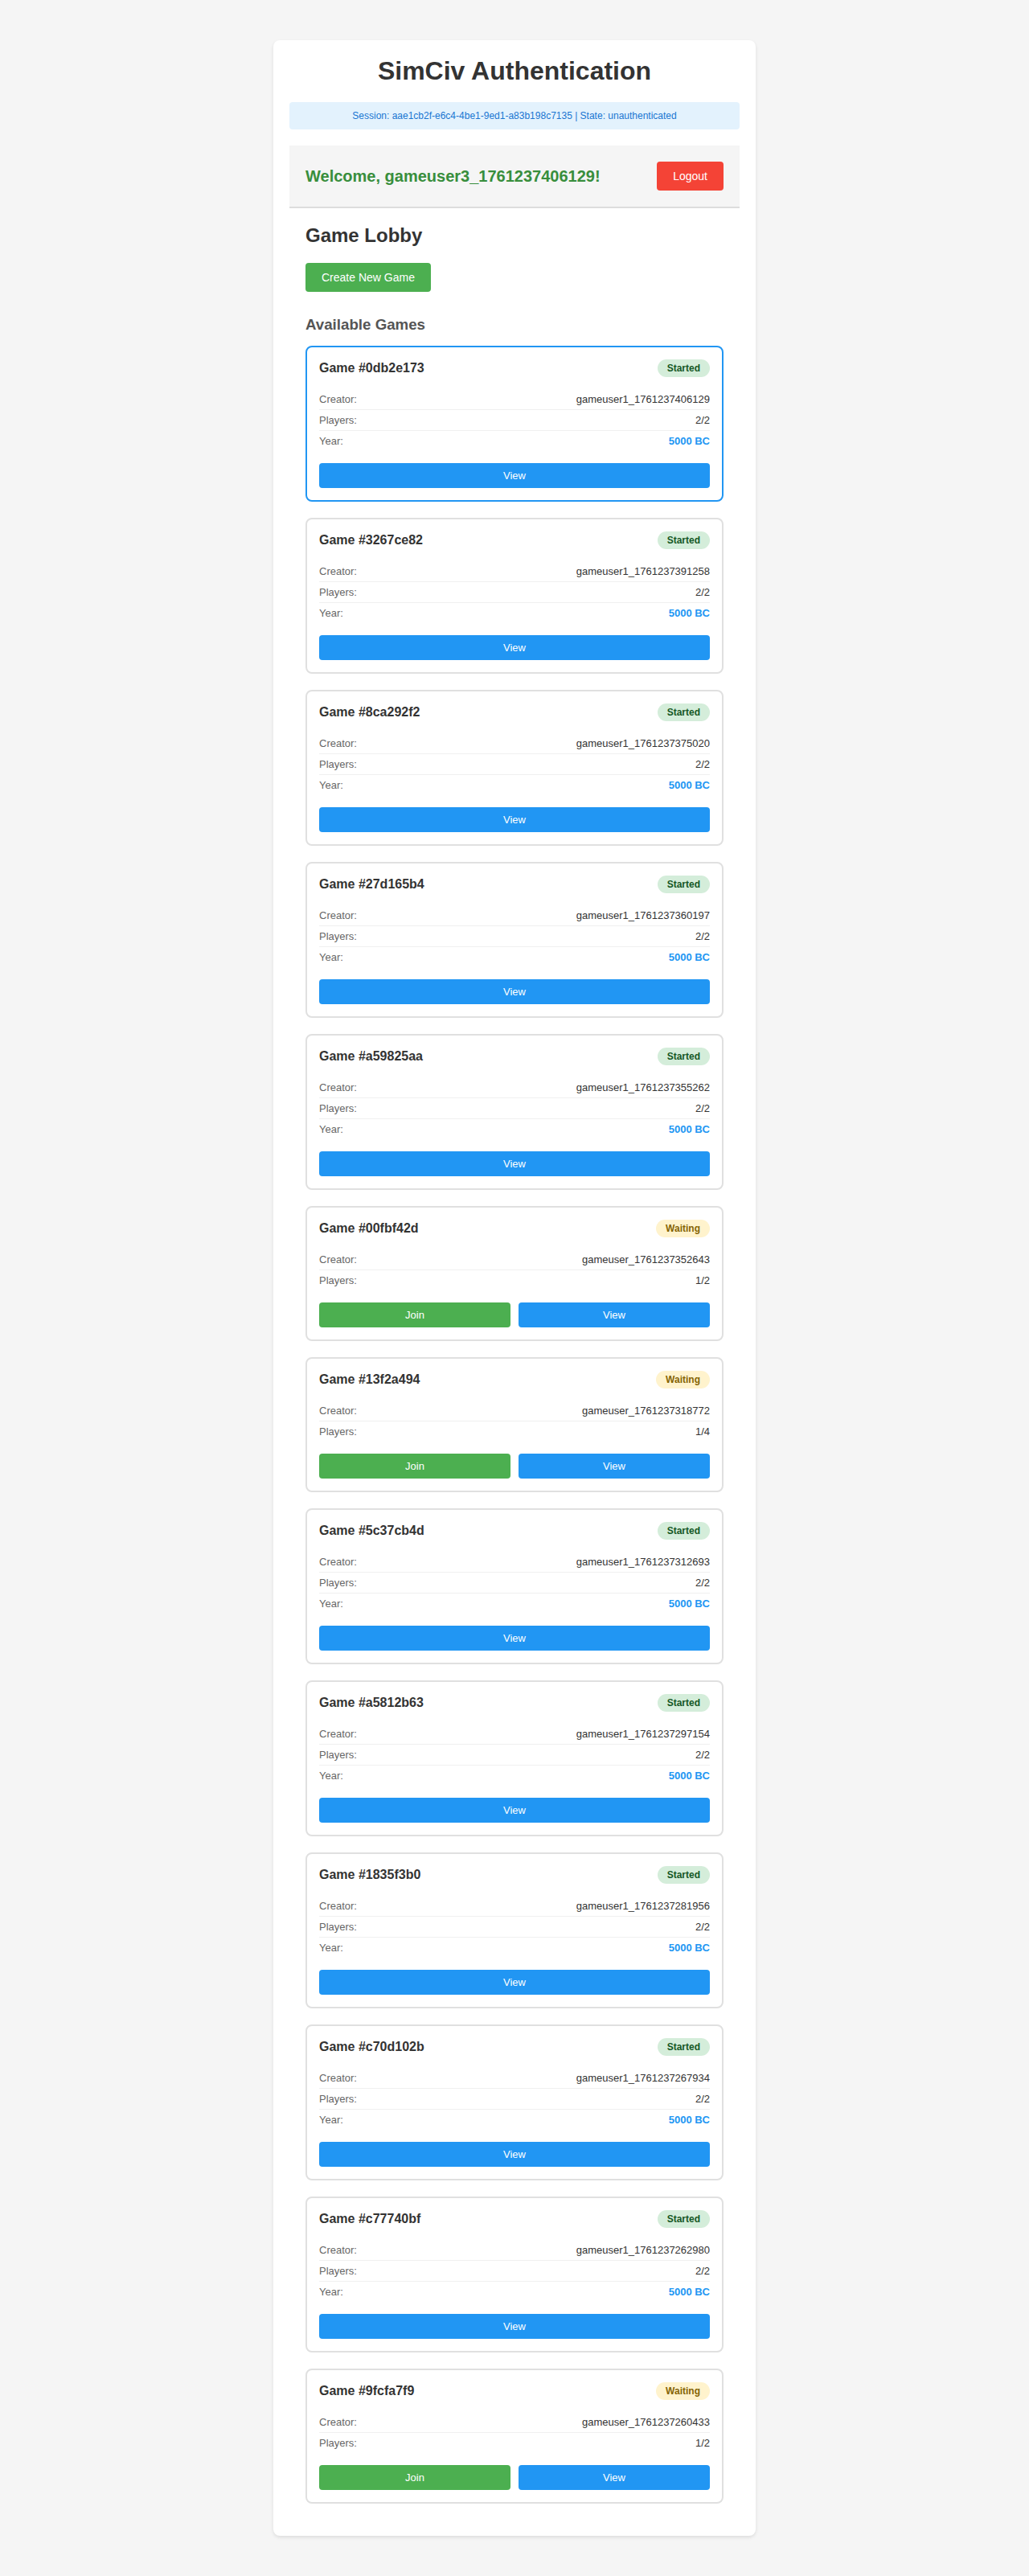 SimCiv Authentication
Session: aae1cb2f-e6c4-4be1-9ed1-a83b198c7135 | State: unauthenticated
Welcome, gameuser3_1761237406129! Logout
Game Lobby
Create New Game
Available Games
Game #0db2e173 Started
Creator: gameuser1_1761237406129
Players: 2/2
Year: 5000 BC
View
Game #3267ce82 Started
Creator: gameuser1_1761237391258
Players: 2/2
Year: 5000 BC
View
Game #8ca292f2 Started
Creator: gameuser1_1761237375020
Players: 2/2
Year: 5000 BC
View
Game #27d165b4 Started
Creator: gameuser1_1761237360197
Players: 2/2
Year: 5000 BC
View
Game #a59825aa Started
Creator: gameuser1_1761237355262
Players: 2/2
Year: 5000 BC
View
Game #00fbf42d Waiting
Creator: gameuser_1761237352643
Players: 1/2
Join View
Game #13f2a494 Waiting
Creator: gameuser_1761237318772
Players: 1/4
Join View
Game #5c37cb4d Started
Creator: gameuser1_1761237312693
Players: 2/2
Year: 5000 BC
View
Game #a5812b63 Started
Creator: gameuser1_1761237297154
Players: 2/2
Year: 5000 BC
View
Game #1835f3b0 Started
Creator: gameuser1_1761237281956
Players: 2/2
Year: 5000 BC
View
Game #c70d102b Started
Creator: gameuser1_1761237267934
Players: 2/2
Year: 5000 BC
View
Game #c77740bf Started
Creator: gameuser1_1761237262980
Players: 2/2
Year: 5000 BC
View
Game #9fcfa7f9 Waiting
Creator: gameuser_1761237260433
Players: 1/2
Join View